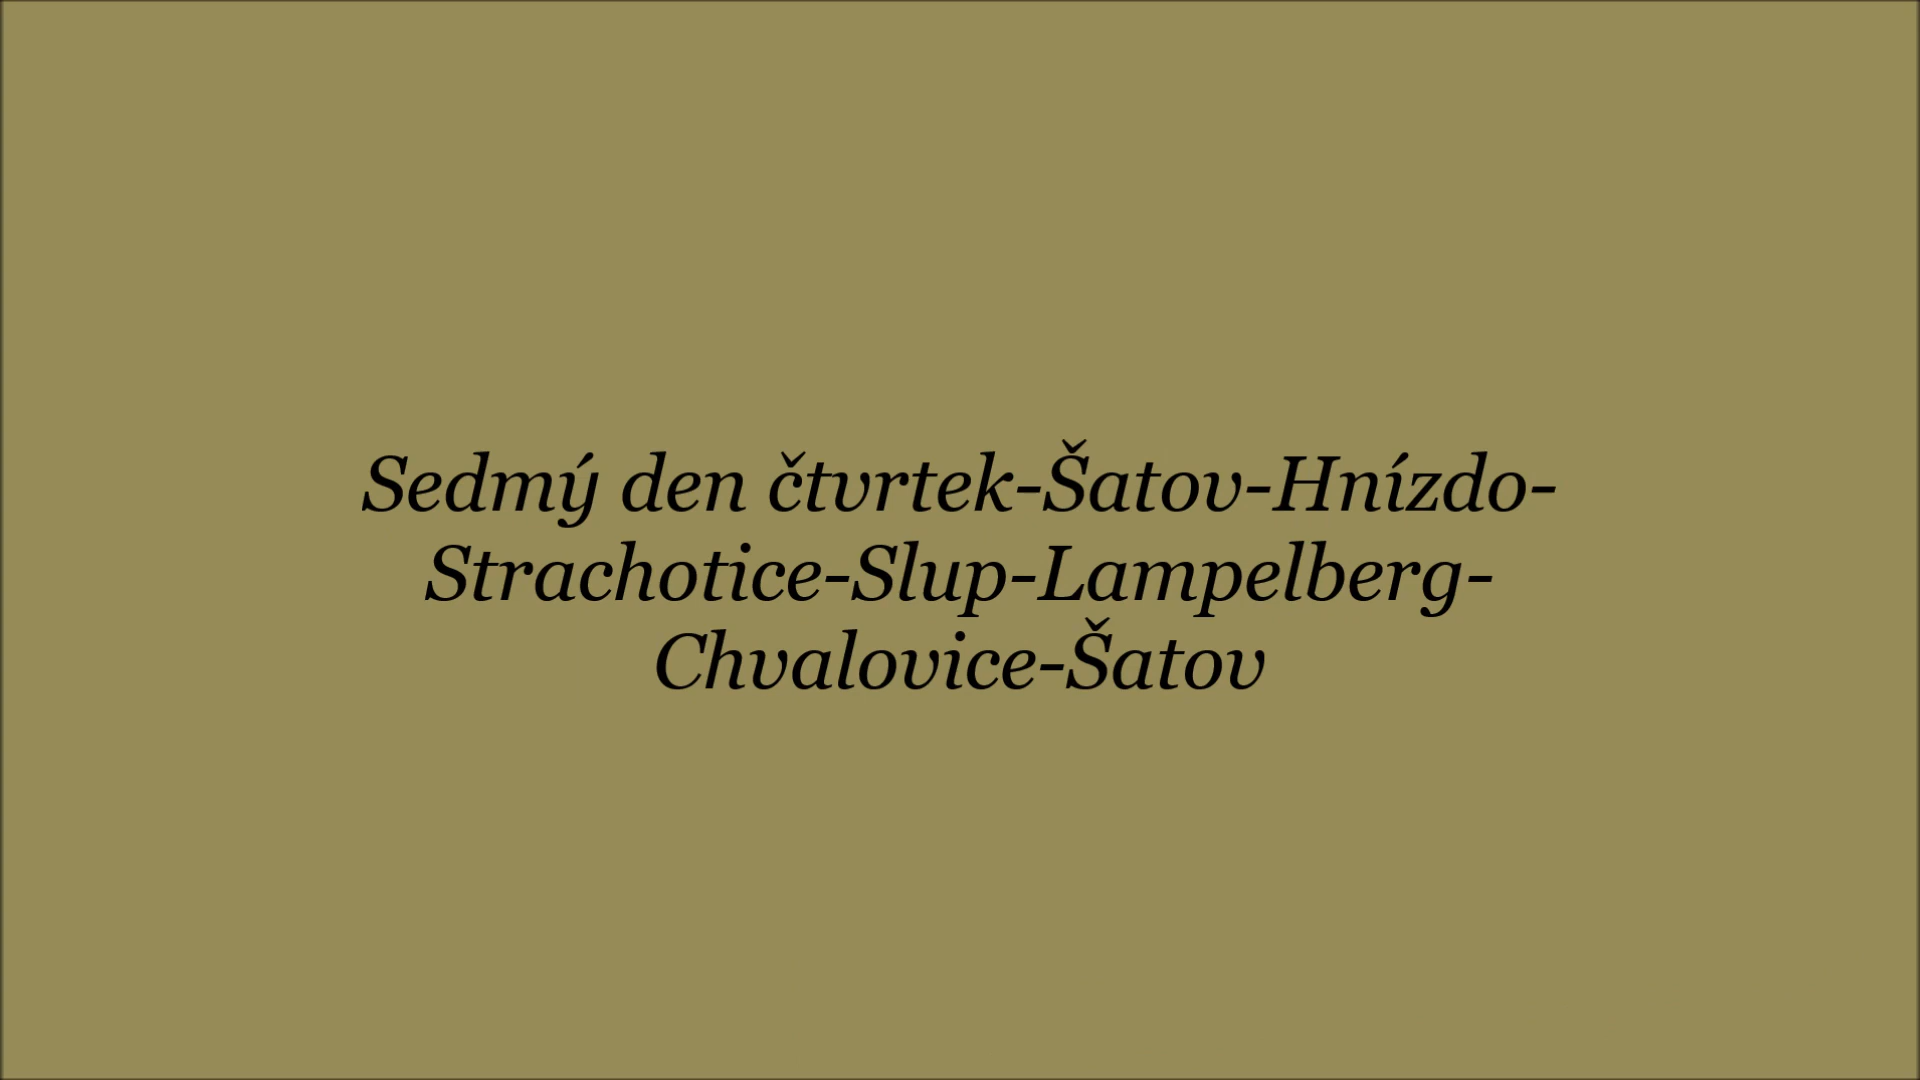 Sedmý den čtvrtek-Šatov-Hnízdo-
Strachotice-Slup-Lampelberg-
Chvalovice-Šatov